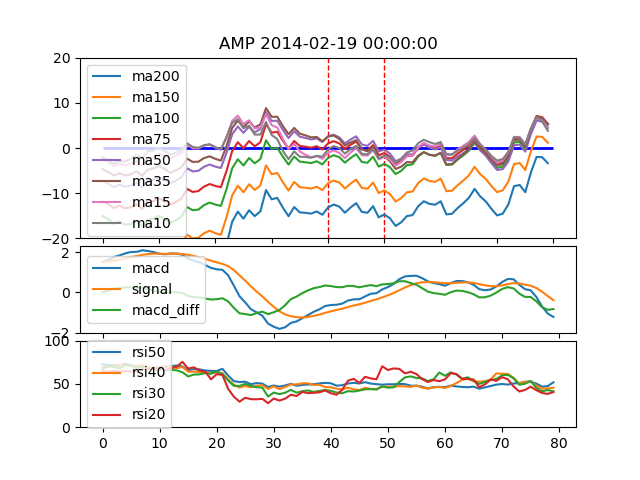 AMP 2014-02-19 00:00:00
20
10
0
−10
−20
ma200
ma150
ma100
ma75
ma50
ma35
ma15
ma10
2
0
−2
macd
signal
macd_diff
100
50
0
rsi50
rsi40
rsi30
rsi20
0 10 20 30 40 50 60 70 80